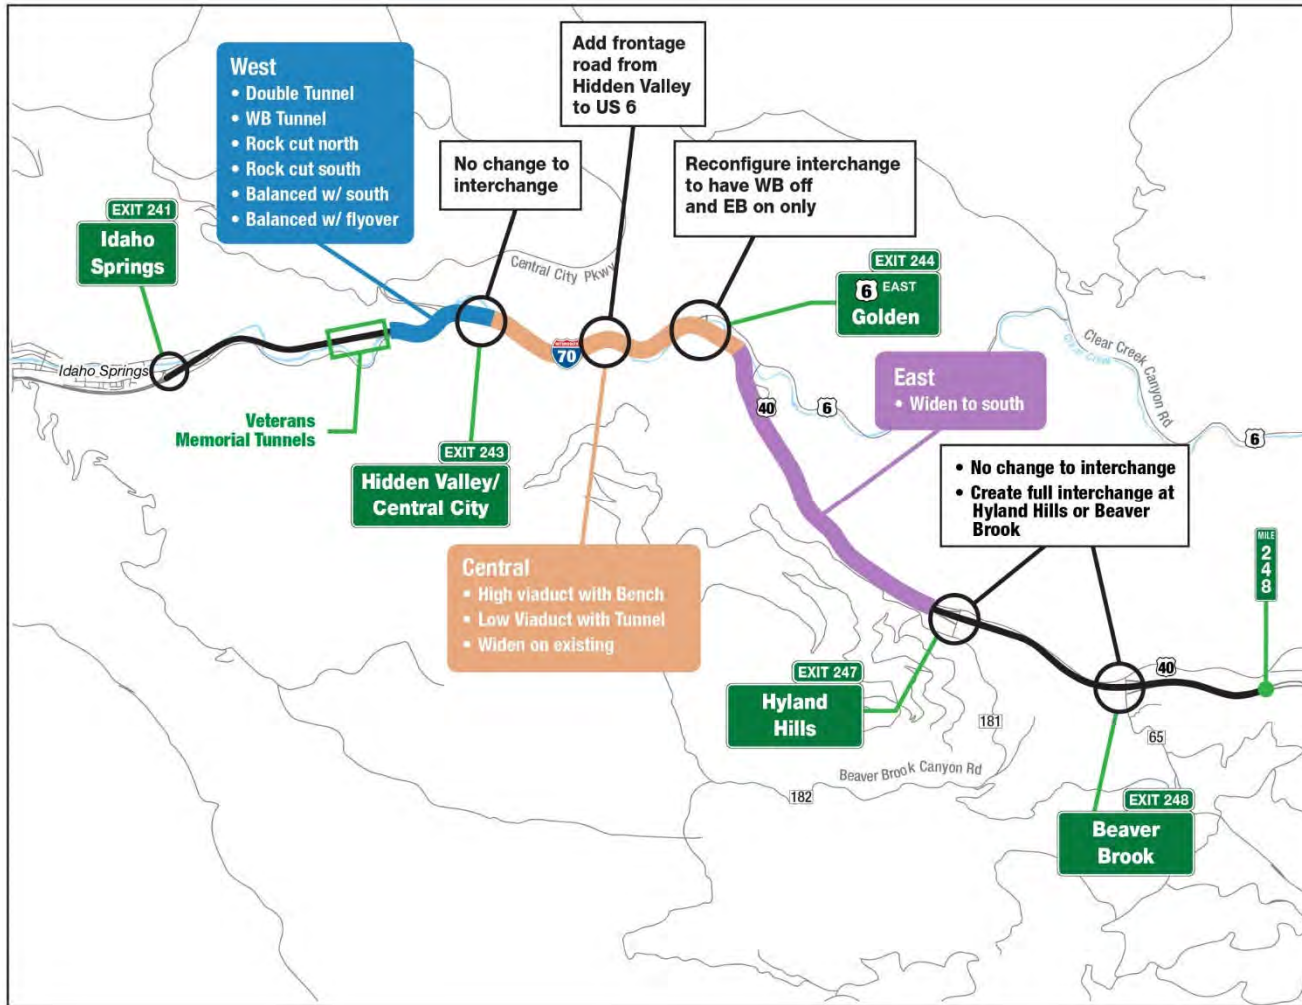 West
• Double Tunnel
• WB Tunnel
• Rock cut north
• Rock cut south
• Balanced w/ south
• Balanced w/ flyover
No change to
interchange
Add frontage
road from
Hidden Valley
to US 6
Reconfigure interchange
to have WB off
and EB on only
EXIT 241
Idaho
Springs
Central City Pkwy
EXIT 244
6 EAST
Golden
Clear Creek Canyon Rd
Clear Creek
Idaho Springs
INTERSTATE
70
Veterans
Memorial Tunnels
EXIT 243
Hidden Valley/
Central City
40
6
6
East
• Widen to south
• No change to interchange
• Create full interchange at
Hyland Hills or Beaver
Brook
Central
• High viaduct with Bench
• Low Viaduct with Tunnel
• Widen on existing
MILE
2
4
8
EXIT 247
Hyland
Hills
40
181
65
Beaver Brook Canyon Rd
182
EXIT 248
Beaver
Brook